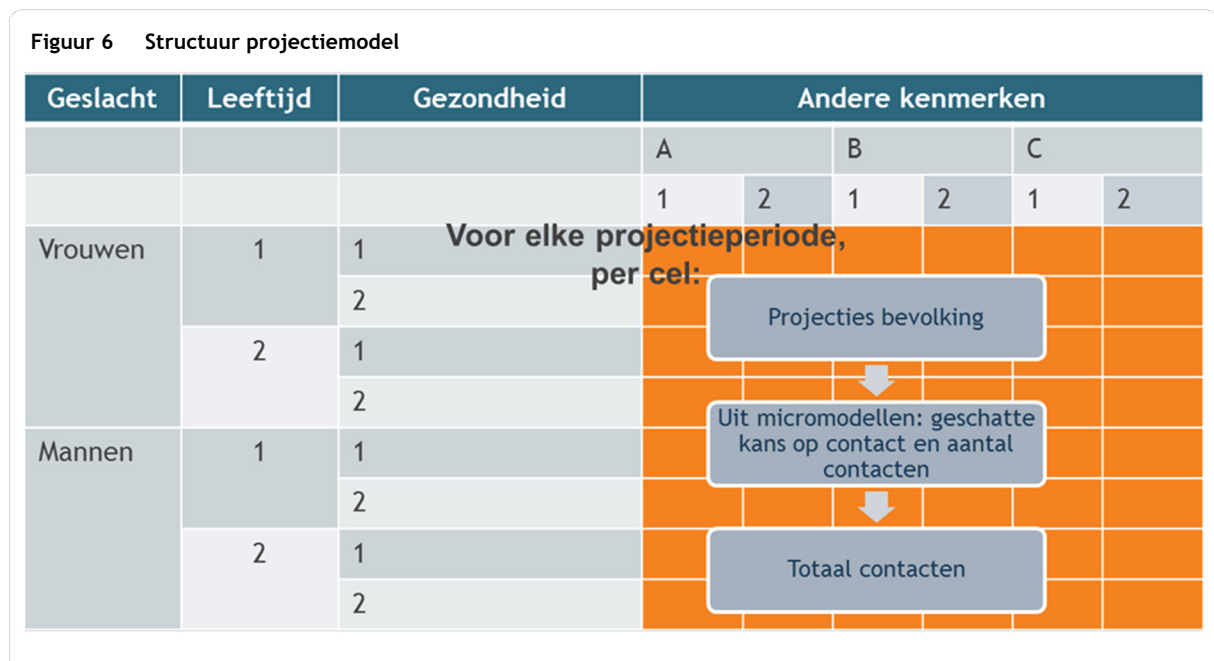 Figuur 6 Structuur projectiemodel
Geslacht Leeftijd Gezondheid Andere kenmerken
A B C
1 2 1 2 1 2
Voor elke projectieperiode,
per cel:
Vrouwen 1 1
2
2 1
2
Mannen 1 1
2
2 1
2
Projecties bevolking
Uit micromodellen: geschatte
kans op contact en aantal
contacten
Totaal contacten